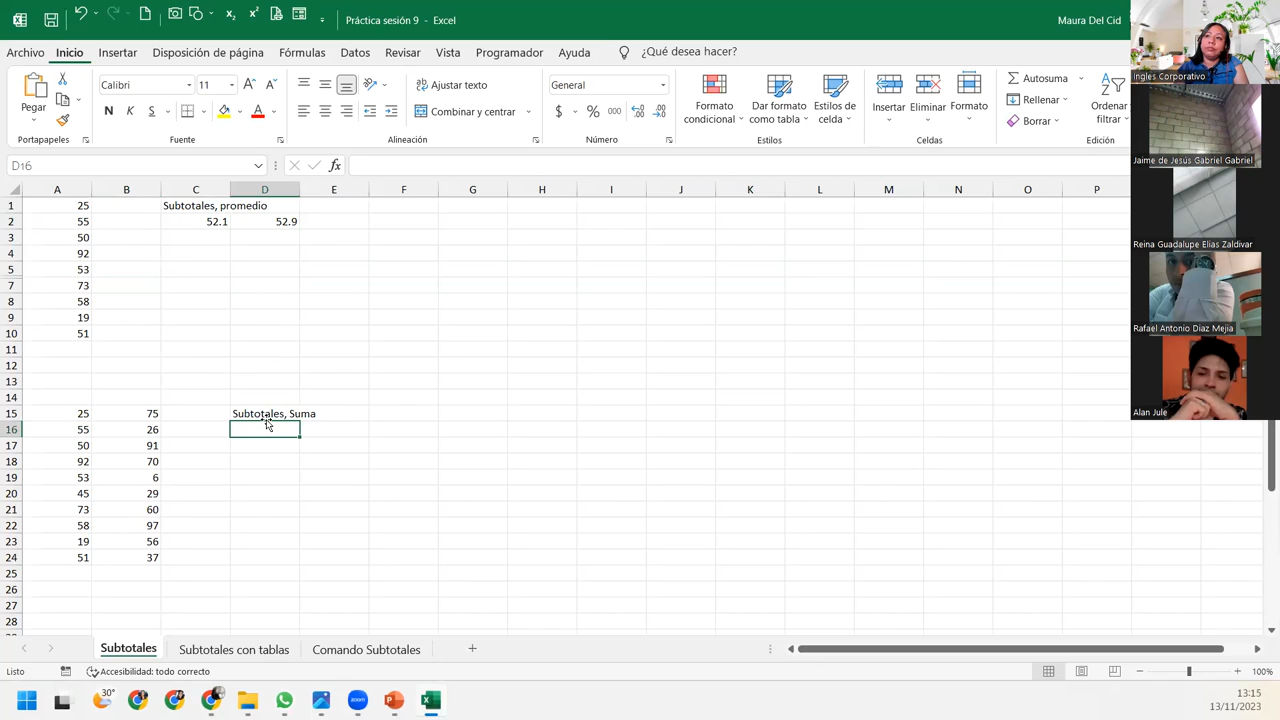 Práctica sesión 9 - Excel
Maura Del Cid
Archivo Inicio Insertar Disposición de página Fórmulas Datos Revisar Vista Programador Ayuda ¿Qué desea hacer?
Pegar
Calibri 11
N K S
Ajustar texto
Combinar y centrar
General
$ % 000
Formato condicional
Dar formato como tabla
Estilos de celda
Insertar Eliminar Formato
Autosuma
Rellenar
Borrar
Ordenar
filtrar
Portapapeles Fuente Alineación Número Estilos Celdas Edición
D16
fx
A B C D E F G H I J K L M N O P
1 25 Subtotales, promedio
2 55 52.1 52.9
3 50
4 92
5 53
7 73
8 58
9 19
10 51
11
12
13
14
15 25 75 Subtotales, Suma
16 55 26
17 50 91
18 92 70
19 53 6
20 45 29
21 73 60
22 58 97
23 19 56
24 51 37
25
26
27
28
Subtotales Subtotales con tablas Comando Subtotales
Listo Accesibilidad: todo correcto 100%
30°
zoom
13:15
13/11/2023
Ingles Corporativo
Jaime de Jesús Gabriel Gabriel
Reina Guadalupe Elias Zaldivar
Rafael Antonio Diaz Mejia
Alan Jule